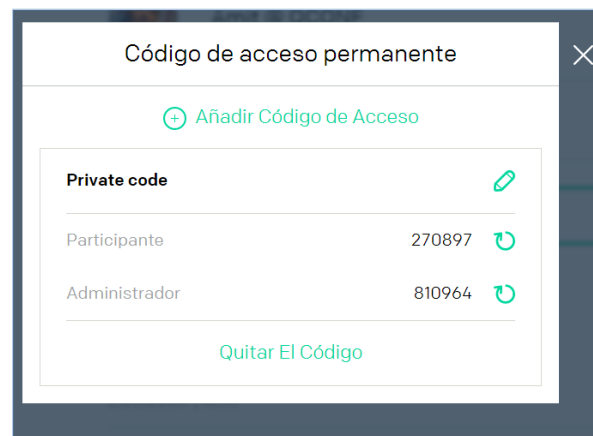 Código de acceso permanente
Añadir Código de Acceso
Private code
Participante 270897
Administrador 810964
Quitar El Código